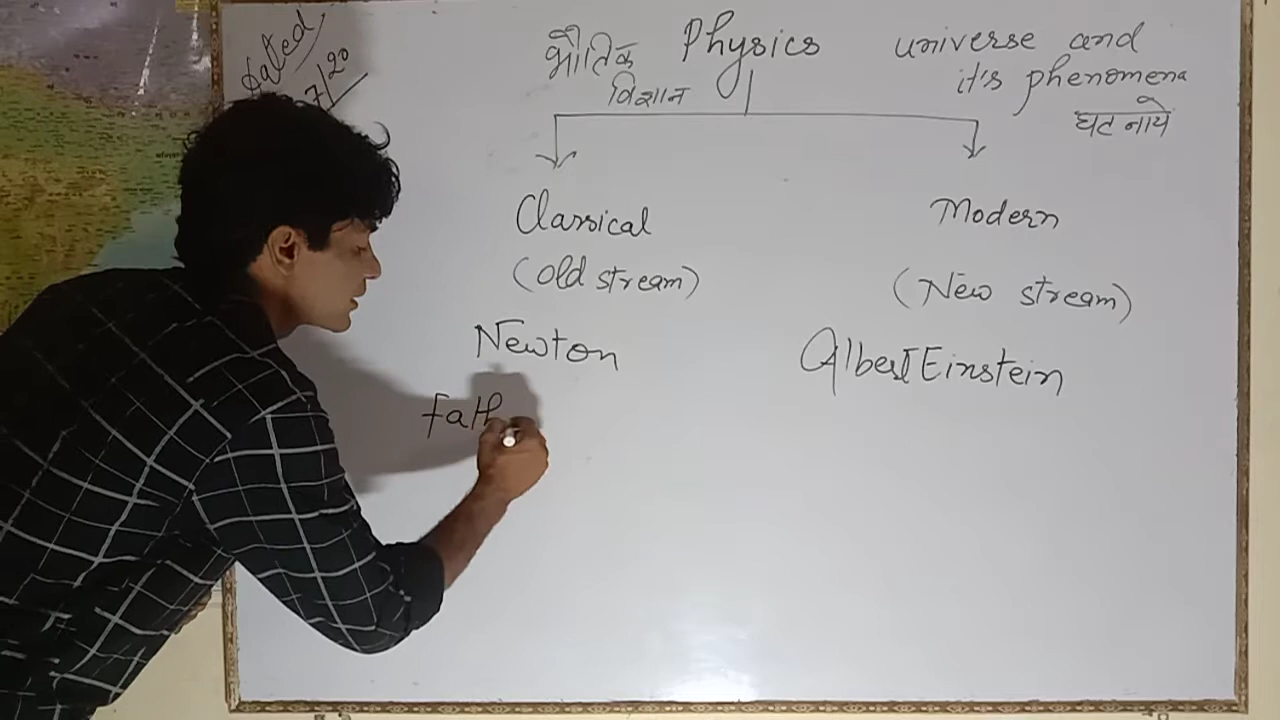 Dated
7/20
भौतिक Physics universe and
विज्ञान it's phenomena
घटनाये
Classical Modern
(old stream) (New stream)
Newton Albert Einstein
Fath